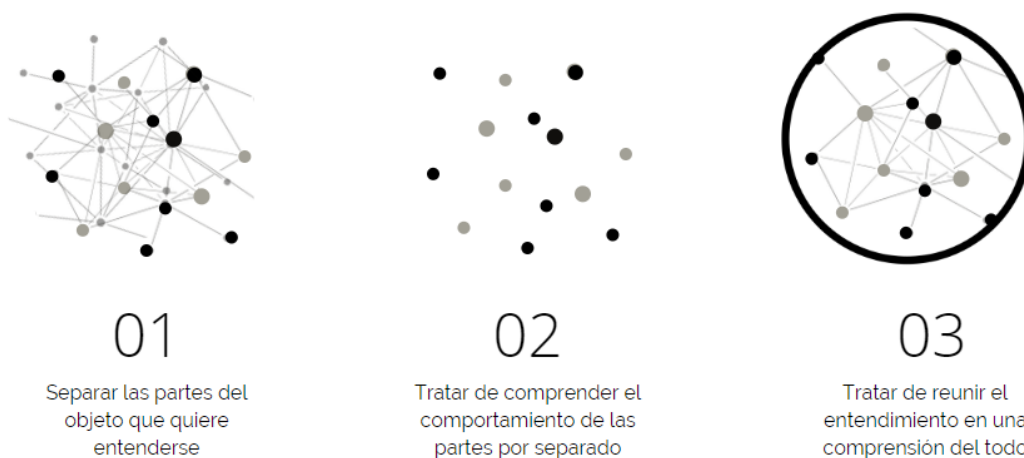 01
Separar las partes del
objeto que quiere
entenderse
02
Tratar de comprender el
comportamiento de las
partes por separado
03
Tratar de reunir el
entendimiento en una
comprensión del todo